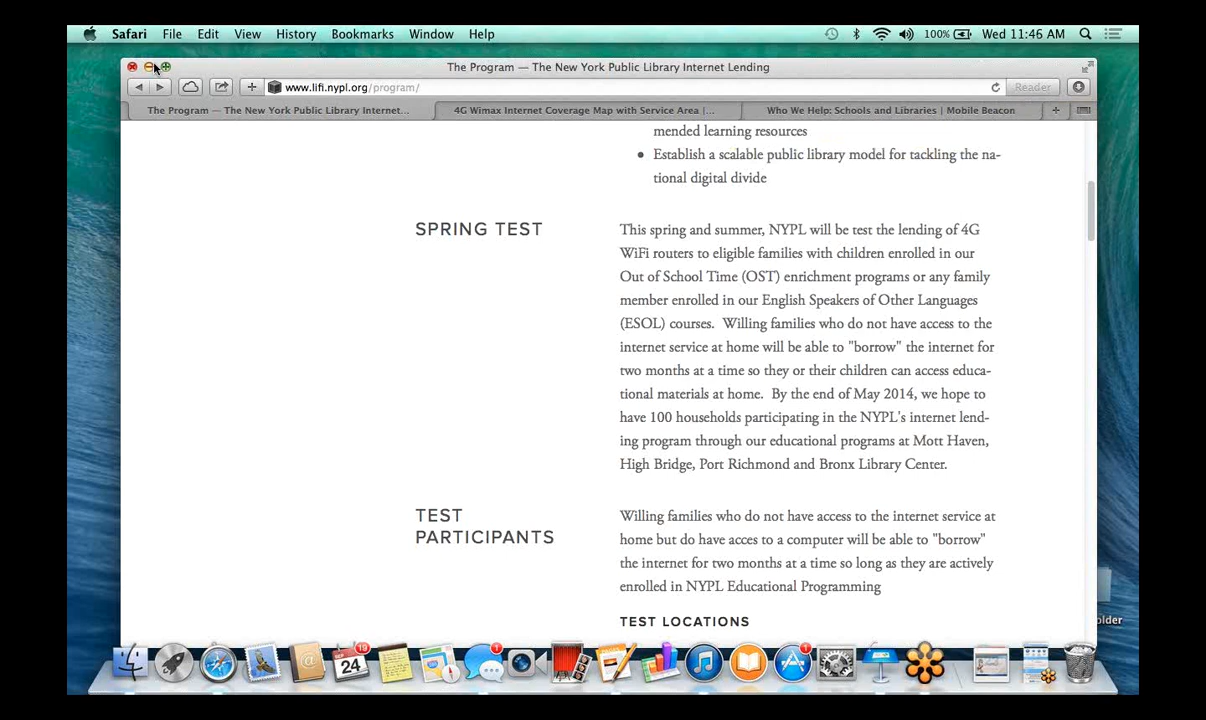 Safari File Edit View History Bookmarks Window Help 100% Wed 11:46 AM
The Program — The New York Public Library Internet Lending
www.lifi.nypl.org/program/ Reader
The Program — The New York Public Library Internet... 4G Wimax Internet Coverage Map with Service Area |... Who We Help: Schools and Libraries | Mobile Beacon
mended learning resources
• Establish a scalable public library model for tackling the na-
tional digital divide
SPRING TEST
This spring and summer, NYPL will be test the lending of 4G
WiFi routers to eligible families with children enrolled in our
Out of School Time (OST) enrichment programs or any family
member enrolled in our English Speakers of Other Languages
(ESOL) courses. Willing families who do not have access to the
internet service at home will be able to "borrow" the internet for
two months at a time so they or their children can access educa-
tional materials at home. By the end of May 2014, we hope to
have 100 households participating in the NYPL's internet lend-
ing program through our educational programs at Mott Haven,
High Bridge, Port Richmond and Bronx Library Center.
TEST
PARTICIPANTS
Willing families who do not have access to the internet service at
home but do have acces to a computer will be able to "borrow"
the internet for two months at a time so long as they are actively
enrolled in NYPL Educational Programming
TEST LOCATIONS
older
24
19
1
1